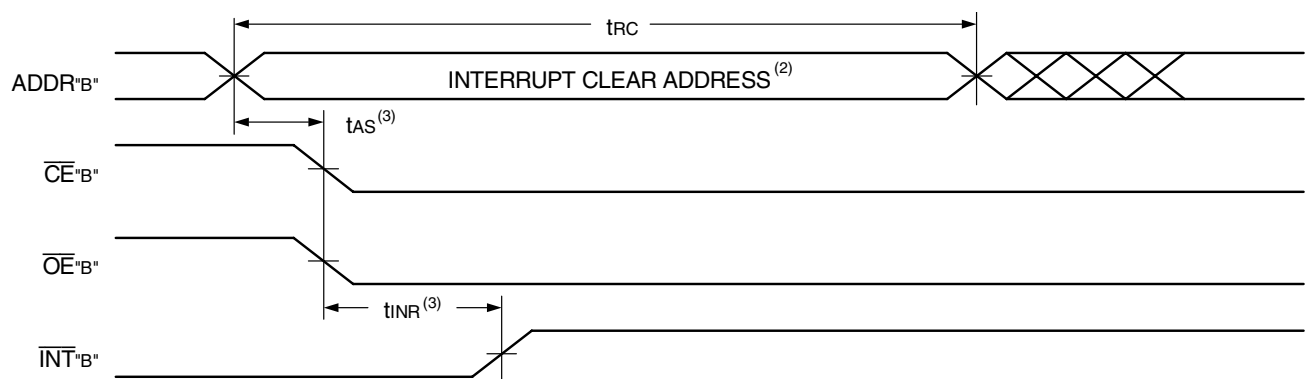 tRC
ADDR"B" INTERRUPT CLEAR ADDRESS(2)
tAS(3)
CE"B"
OE"B"
tINR(3)
INT"B"